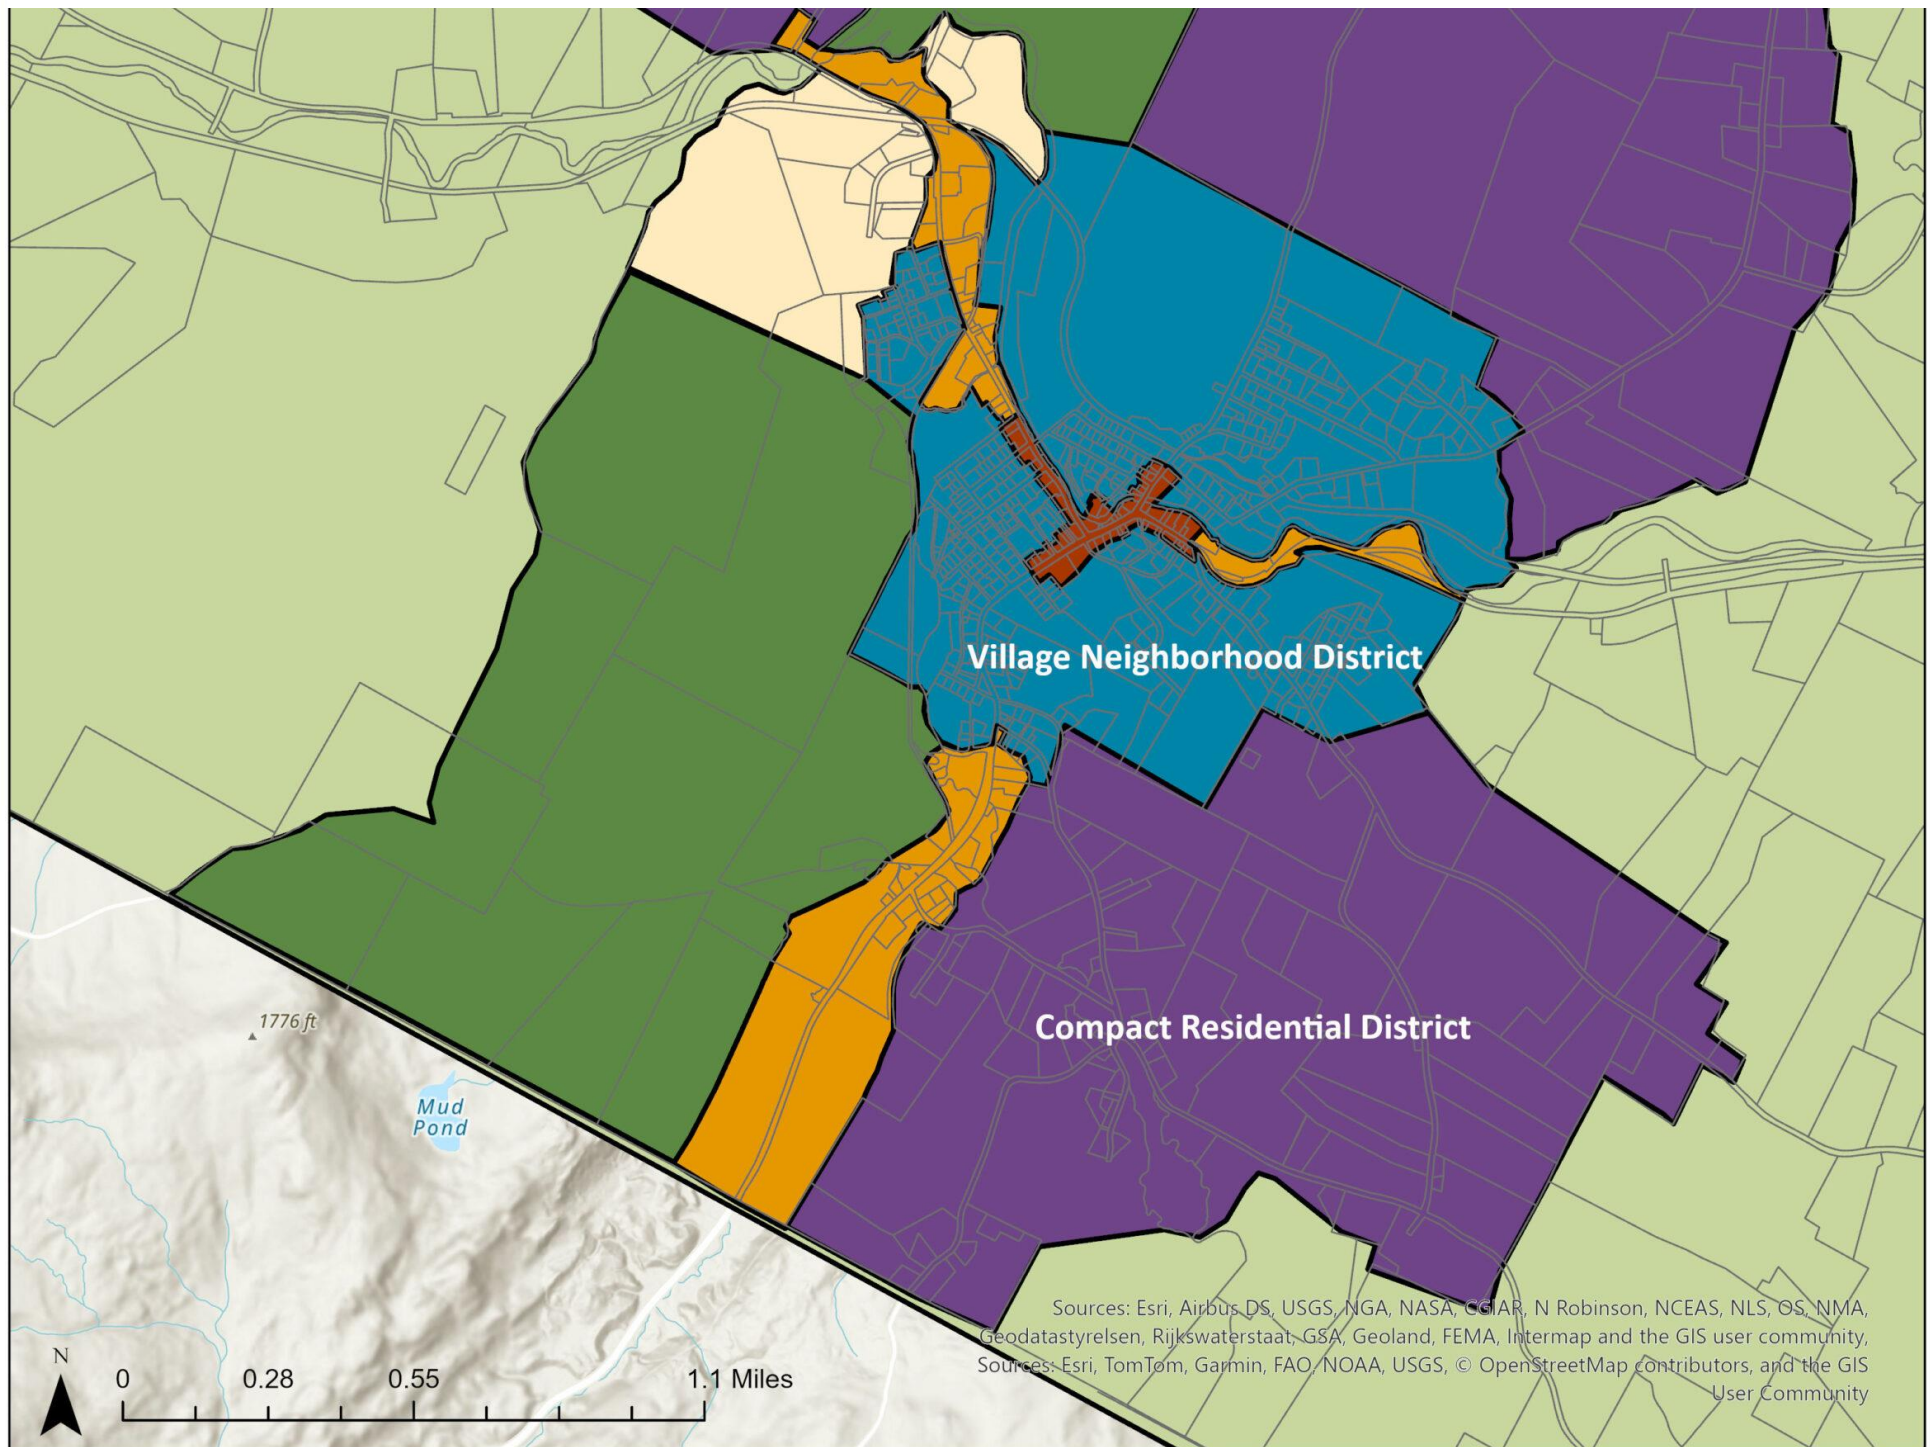 Village Neighborhood District
Compact Residential District
1776 ft
Mud
Pond
N
0 0.28 0.55 1.1 Miles
Sources: Esri, Airbus DS, USGS, NGA, NASA, CGIAR, N Robinson, NCEAS, NLS, OS, NMA,
Geodatastyrelsen, Rijkswaterstaat, GSA, Geoland, FEMA, Intermap and the GIS user community,
Sources: Esri, TomTom, Garmin, FAO, NOAA, USGS, © OpenStreetMap contributors, and the GIS
User Community